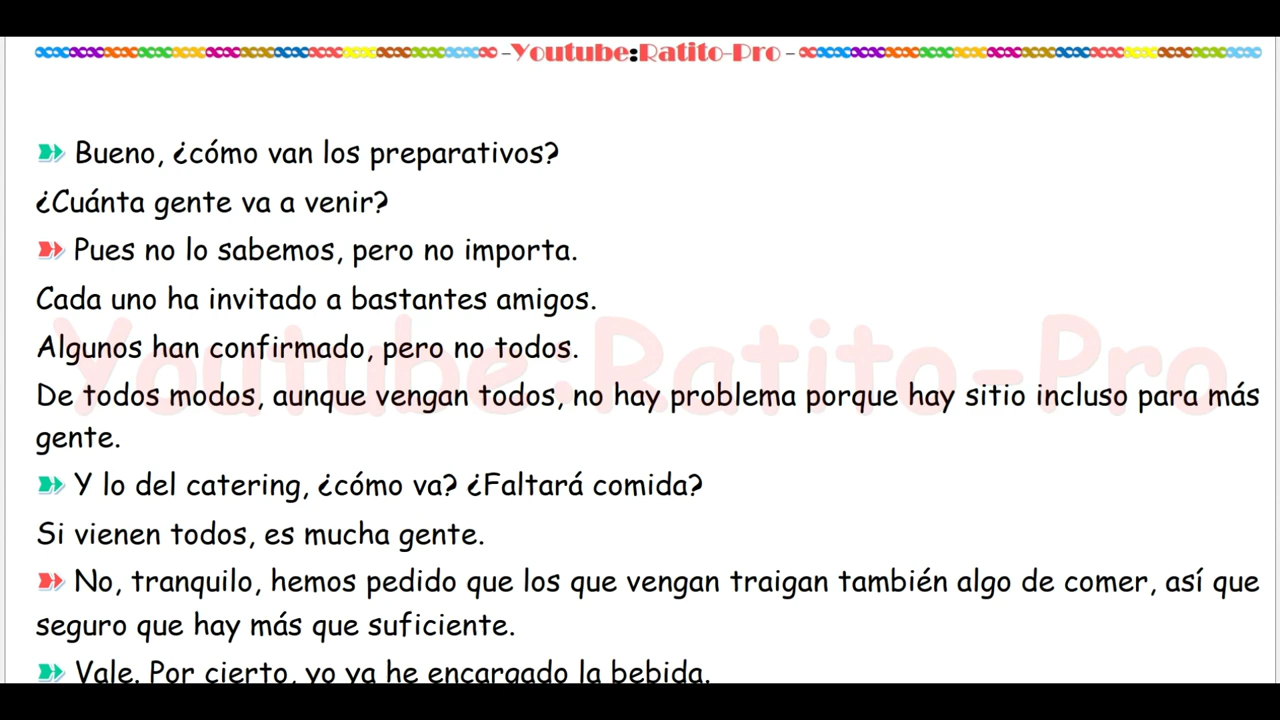 -Youtube:Ratito-Pro-
Bueno, ¿cómo van los preparativos?
¿Cuánta gente va a venir?
Pues no lo sabemos, pero no importa.
Cada uno ha invitado a bastantes amigos.
Algunos han confirmado, pero no todos.
De todos modos, aunque vengan todos, no hay problema porque hay sitio incluso para más
gente.
Y lo del catering, ¿cómo va? ¿Faltará comida?
Si vienen todos, es mucha gente.
No, tranquilo, hemos pedido que los que vengan traigan también algo de comer, así que
seguro que hay más que suficiente.
Vale. Por cierto, yo ya he encargado la bebida.
Youtube:Ratito-Pro